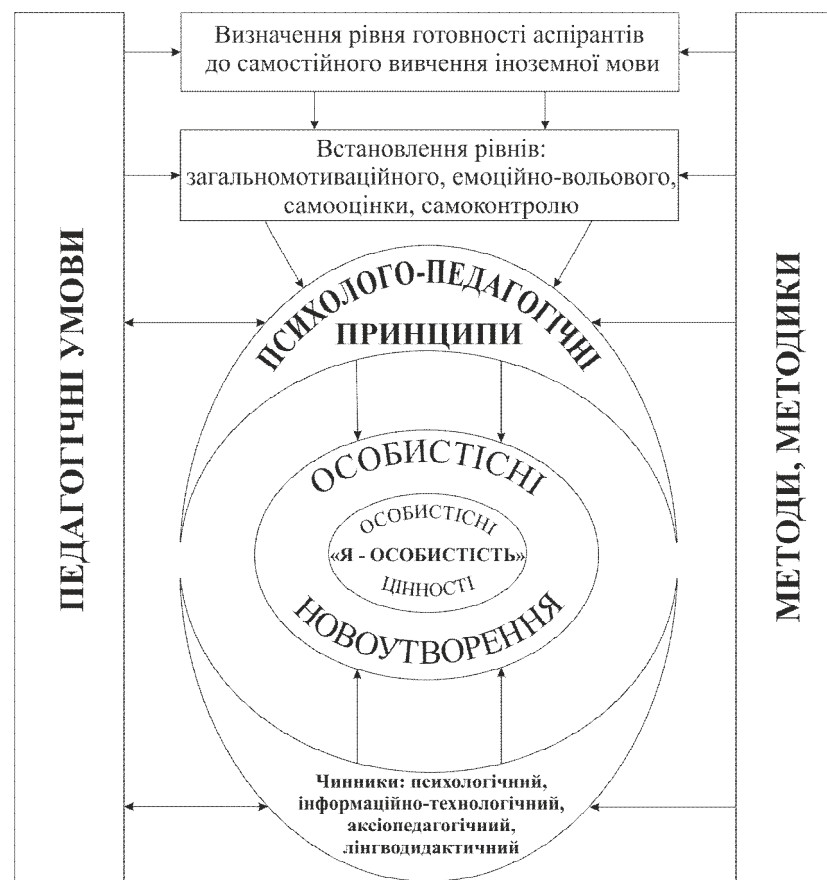 Визначення рівня готовності аспірантів
до самостійного вивчення іноземної мови
Встановлення рівнів:
загальномотиваційного, емоційно-вольового,
самооцінки, самоконтролю
ПЕДАГОГІЧНІ УМОВИ
МЕТОДИ, МЕТОДИКИ
ПСИХОЛОГО-ПЕДАГОГІЧНІ
ПРИНЦИПИ
ОСОБИСТІСНІ
ОСОБИСТІСНІ
«Я - ОСОБИСТІСТЬ»
ЦІННОСТІ
НОВОУТВОРЕННЯ
Чинники: психологічний,
інформаційно-технологічний,
аксіопедагогічний,
лінгводидактичний